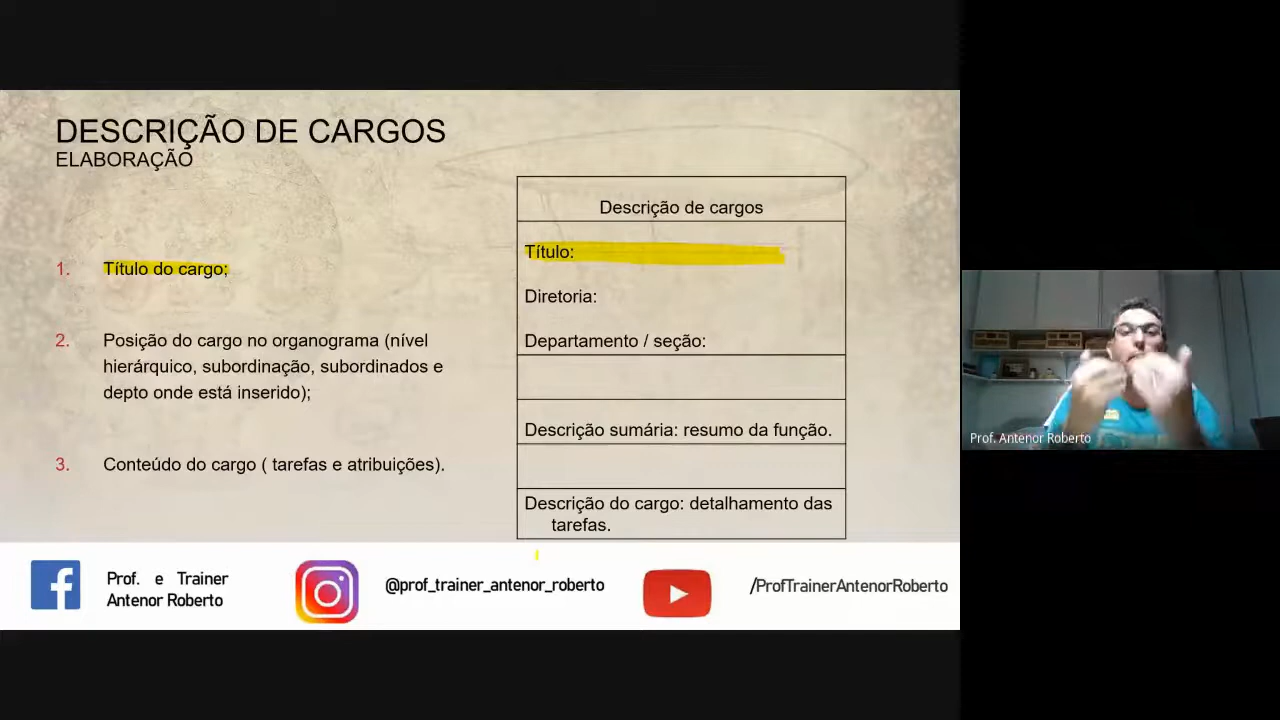 DESCRIÇÃO DE CARGOS
ELABORAÇÃO
1. Título do cargo;
2. Posição do cargo no organograma (nível
hierárquico, subordinação, subordinados e
depto onde está inserido);
3. Conteúdo do cargo ( tarefas e atribuições).
Descrição de cargos
Título:
Diretoria:
Departamento / seção:
Descrição sumária: resumo da função.
Descrição do cargo: detalhamento das
tarefas.
Prof. e Trainer
Antenor Roberto
@prof_trainer_antenor_roberto
/ProfTrainerAntenorRoberto
Prof. Antenor Roberto